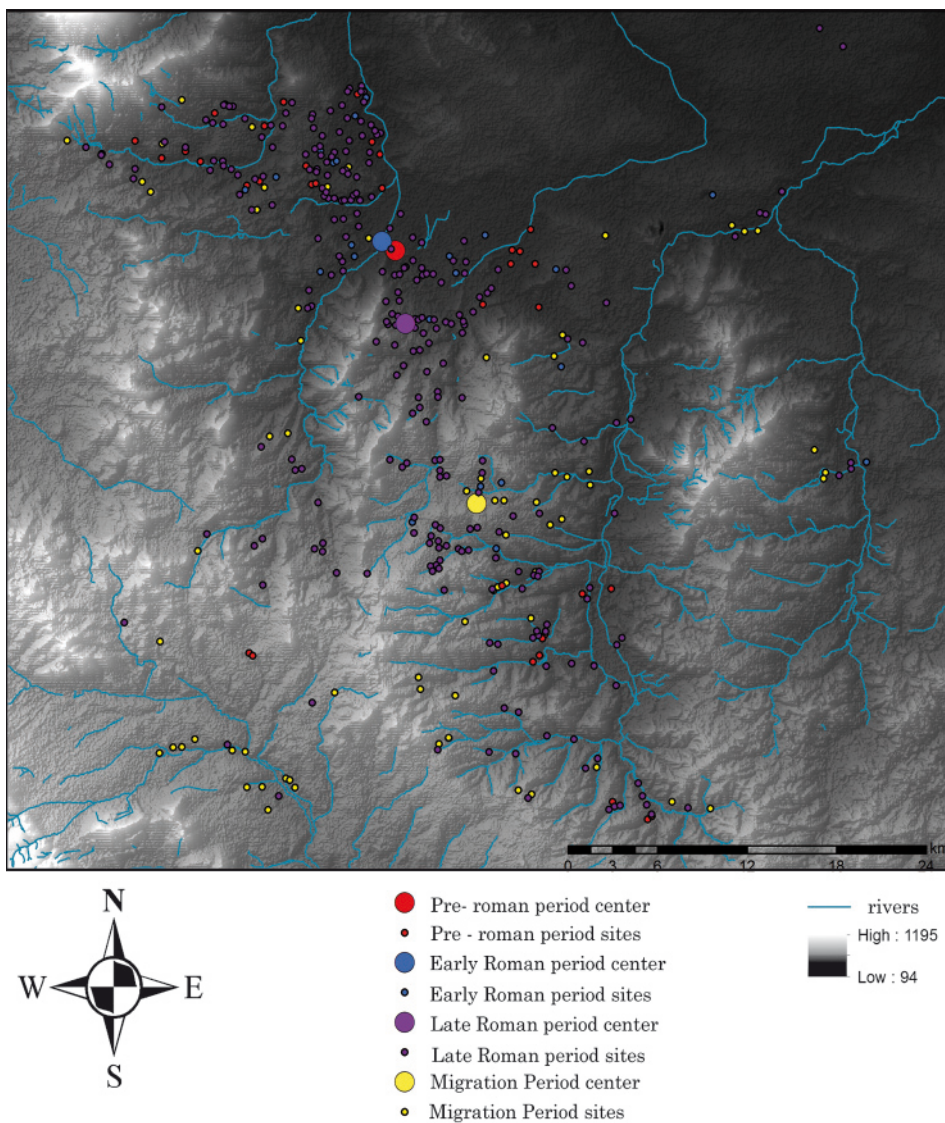 km
0 3 6 12 18 24
N
W E
S
Pre- roman period center
Pre - roman period sites
Early Roman period center
Early Roman period sites
Late Roman period center
Late Roman period sites
Migration Period center
Migration Period sites
rivers
High : 1195
Low : 94